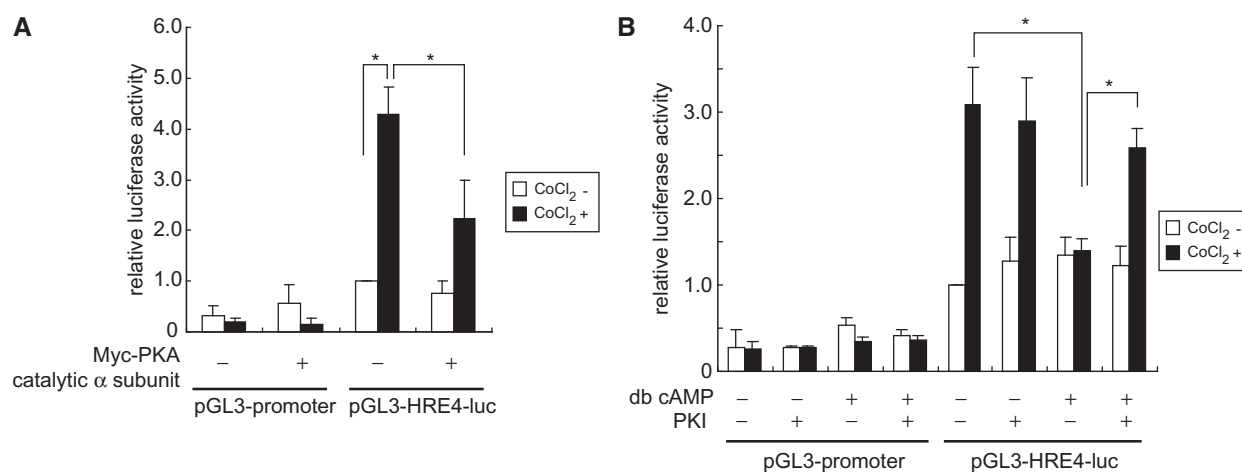 A
relative luciferase activity
6.0
5.0
4.0
3.0
2.0
1.0
0
* *
CoCl2 -
CoCl2 +
Myc-PKA
catalytic α subunit
− + − +
pGL3-promoter pGL3-HRE4-luc
B
relative luciferase activity
4.0
3.0
2.0
1.0
0
*
*
CoCl2 -
CoCl2 +
db cAMP − − + + − − + +
PKI − + − + − + − +
pGL3-promoter pGL3-HRE4-luc